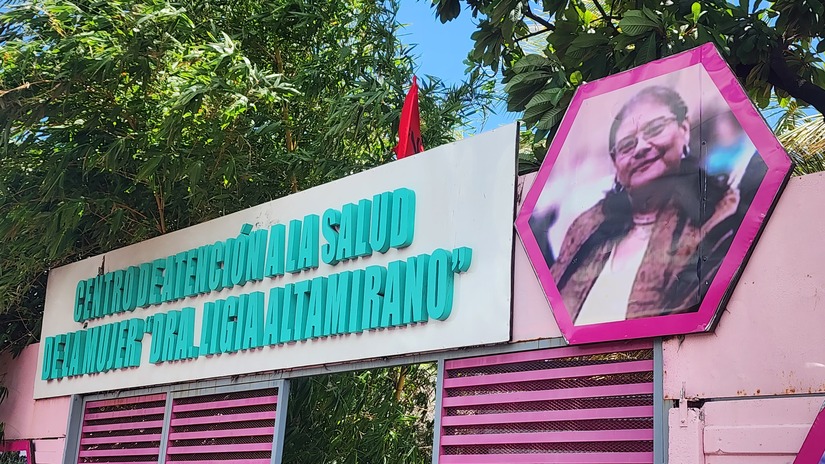 CENTRO DE ATENCIÓN A LA SALUD
DE LA MUJER "DRA. LIGIA ALTAMIRANO"